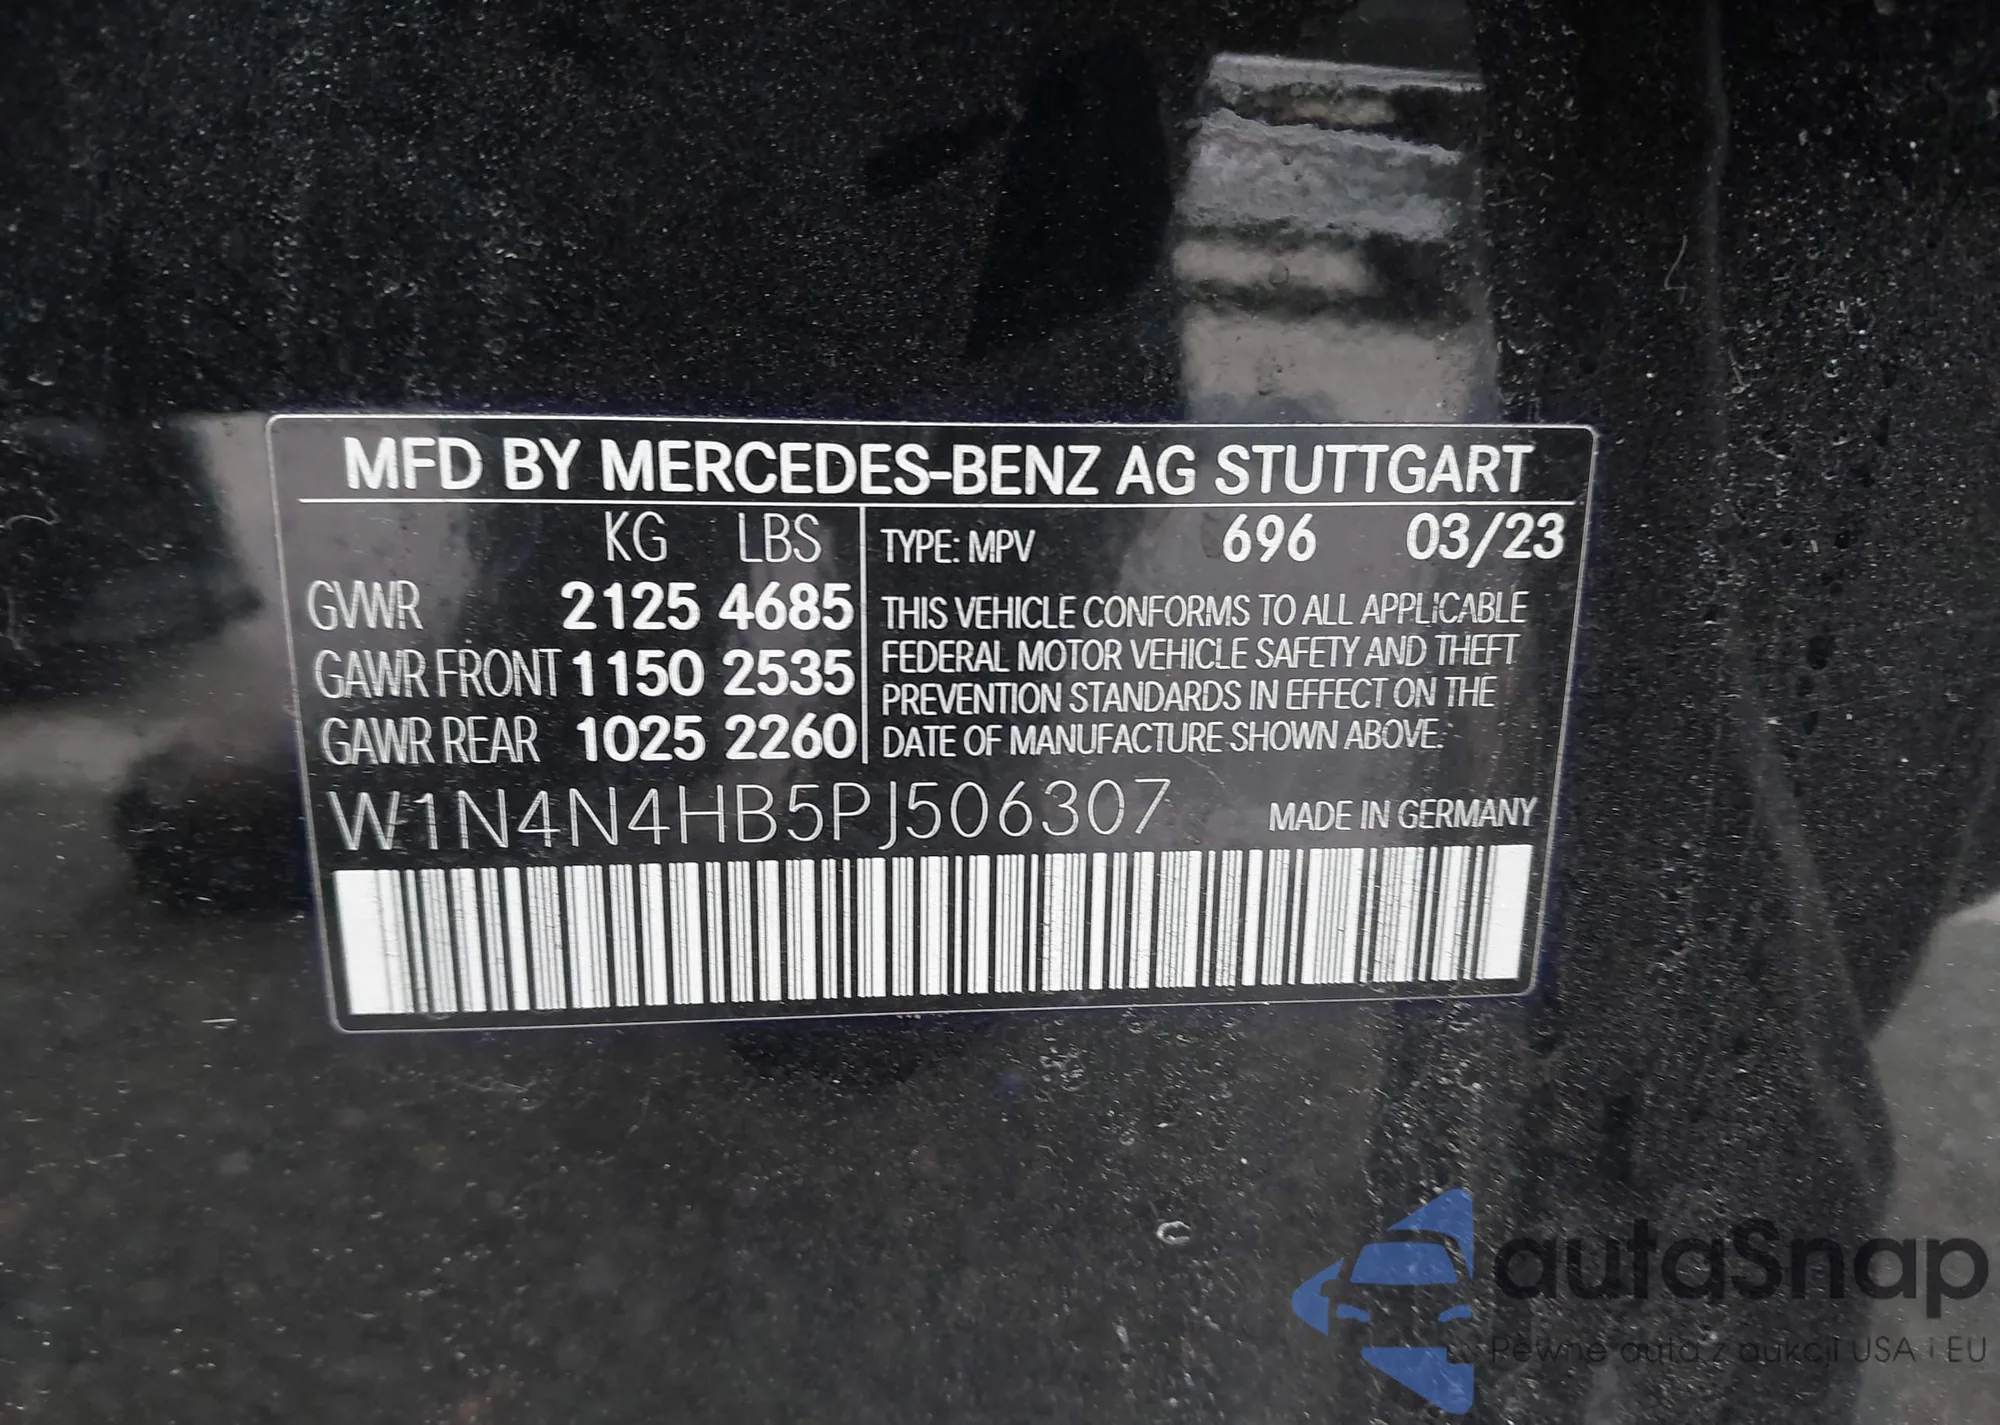 MFD BY MERCEDES-BENZ AG STUTTGART
KG LBS
GVWR 2125 4685
GAWR FRONT 1150 2535
GAWR REAR 1025 2260
TYPE: MPV 696 03/23
THIS VEHICLE CONFORMS TO ALL APPLICABLE
FEDERAL MOTOR VEHICLE SAFETY AND THEFT
PREVENTION STANDARDS IN EFFECT ON THE
DATE OF MANUFACTURE SHOWN ABOVE.
W1N4N4HB5PJ506307 MADE IN GERMANY
autaSnap
Pewne auta z aukcji USA i EU